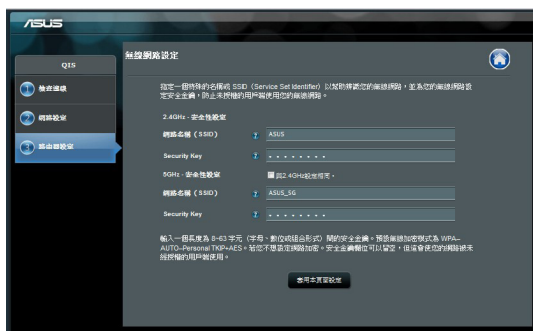 ASUS
QIS
無線網路設定
1 檢查連線
指定一個特殊的名稱或 SSID（Service Set Identifier）以幫助辨識您的無線網路，並為您的無線網路設
定安全金鑰，防止未授權的用戶端使用您的無線網路。
2 網路設定
2.4GHz - 安全性設定
3 路由器設定
網路名稱（SSID） ? ASUS
Security Key ? ········
5GHz - 安全性設定 與2.4GHz設定相同。
網路名稱（SSID） ? ASUS_5G
Security Key ? ········
輸入一個長度為 8-63 字元（字母、數位或組合形式）間的安全金鑰。預設無線加密模式為 WPA-
AUTO-Personal TKIP+AES。若您不想設定網路加密，安全金鑰欄位可以留空，但這會使您的網路被未
經授權的用戶端使用。
套用本頁面設定